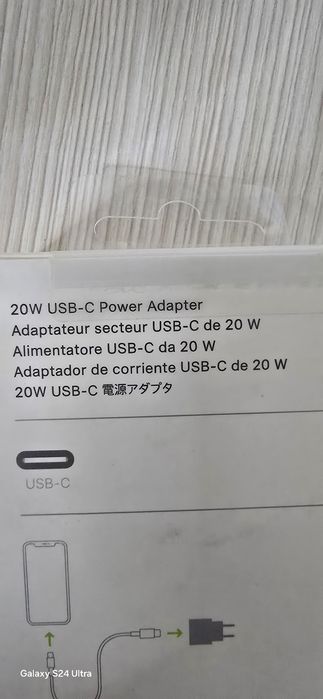 20W USB-C Power Adapter
Adaptateur secteur USB-C de 20 W
Alimentatore USB-C da 20 W
Adaptador de corriente USB-C de 20 W
20W USB-C 電源アダプタ
USB-C
Galaxy S24 Ultra